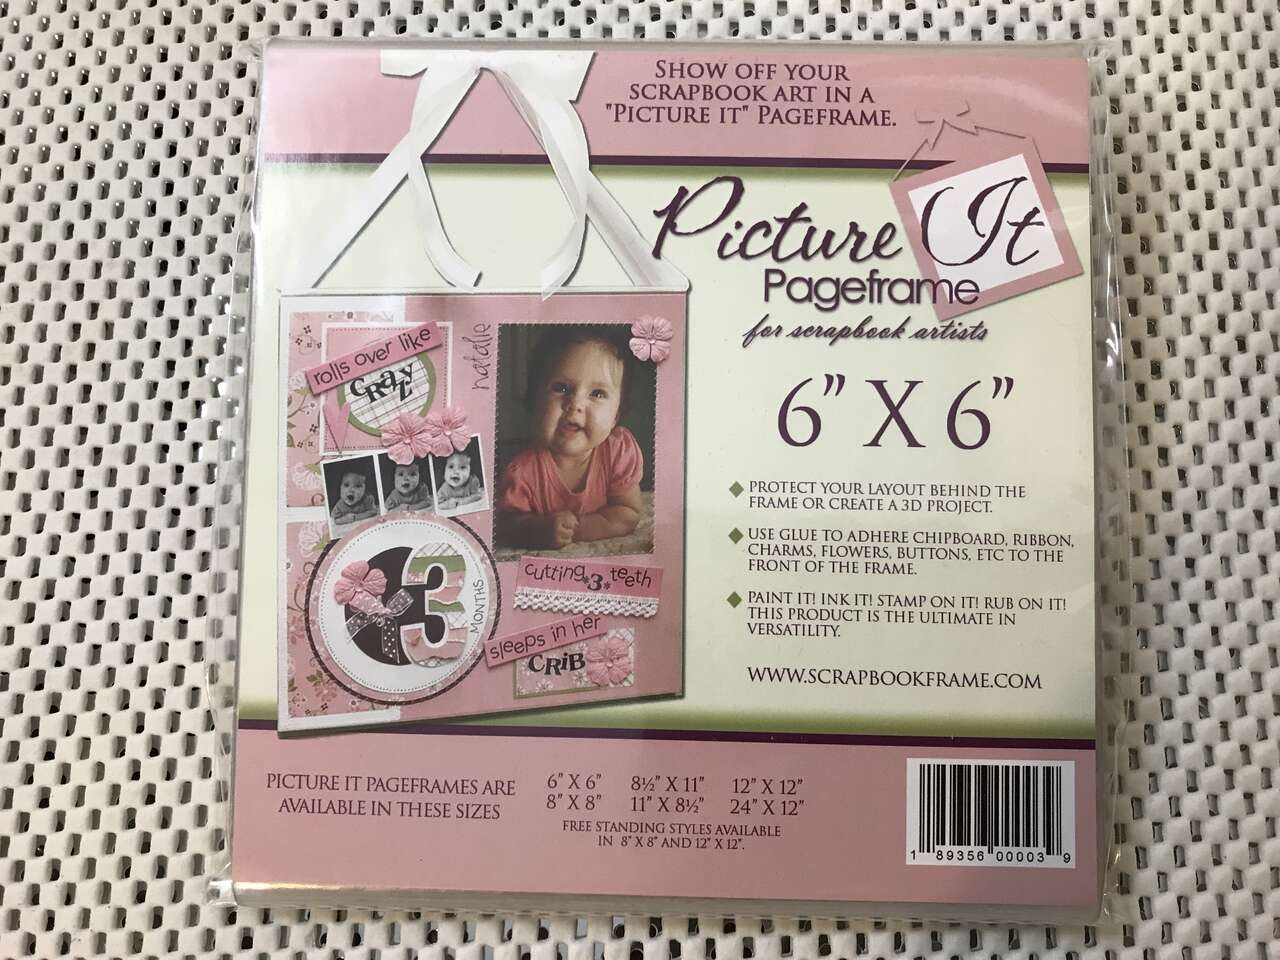 SHOW OFF YOUR
SCRAPBOOK ART IN A
"PICTURE IT" PAGEFRAME.
Picture It
Pageframe
for scrapbook artists
6" X 6"
PROTECT YOUR LAYOUT BEHIND THE
FRAME OR CREATE A 3D PROJECT.
USE GLUE TO ADHERE CHIPBOARD, RIBBON,
CHARMS, FLOWERS, BUTTONS, ETC TO THE
FRONT OF THE FRAME.
PAINT IT! INK IT! STAMP ON IT! RUB ON IT!
THIS PRODUCT IS THE ULTIMATE IN
VERSATILITY.
WWW.SCRAPBOOKFRAME.COM
rolls over like
CRaZY
natalie
3
MONTHS
cutting *3* teeth
sleeps in her
CRiB
PICTURE IT PAGEFRAMES ARE
AVAILABLE IN THESE SIZES
6" X 6" 8½" X 11" 12" X 12"
8" X 8" 11" X 8½" 24" X 12"
FREE STANDING STYLES AVAILABLE
IN 8" X 8" AND 12" X 12".
1 89356 00003 9